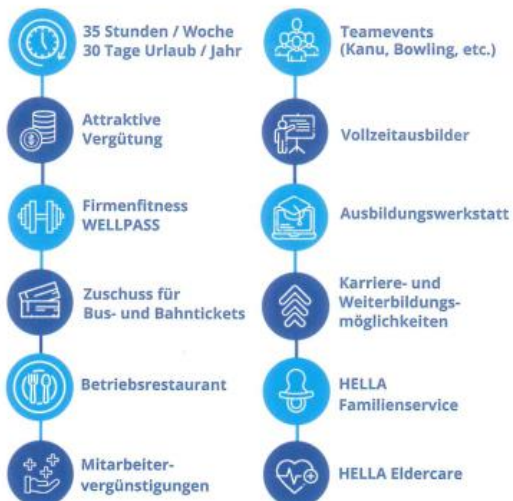 35 Stunden / Woche
30 Tage Urlaub / Jahr
Attraktive
Vergütung
Firmenfitness
WELLPASS
Zuschuss für
Bus- und Bahntickets
Betriebsrestaurant
Mitarbeiter-
vergünstigungen
Teamevents
(Kanu, Bowling, etc.)
Vollzeitausbilder
Ausbildungswerkstatt
Karriere- und
Weiterbildungs-
möglichkeiten
HELLA
Familienservice
HELLA Eldercare